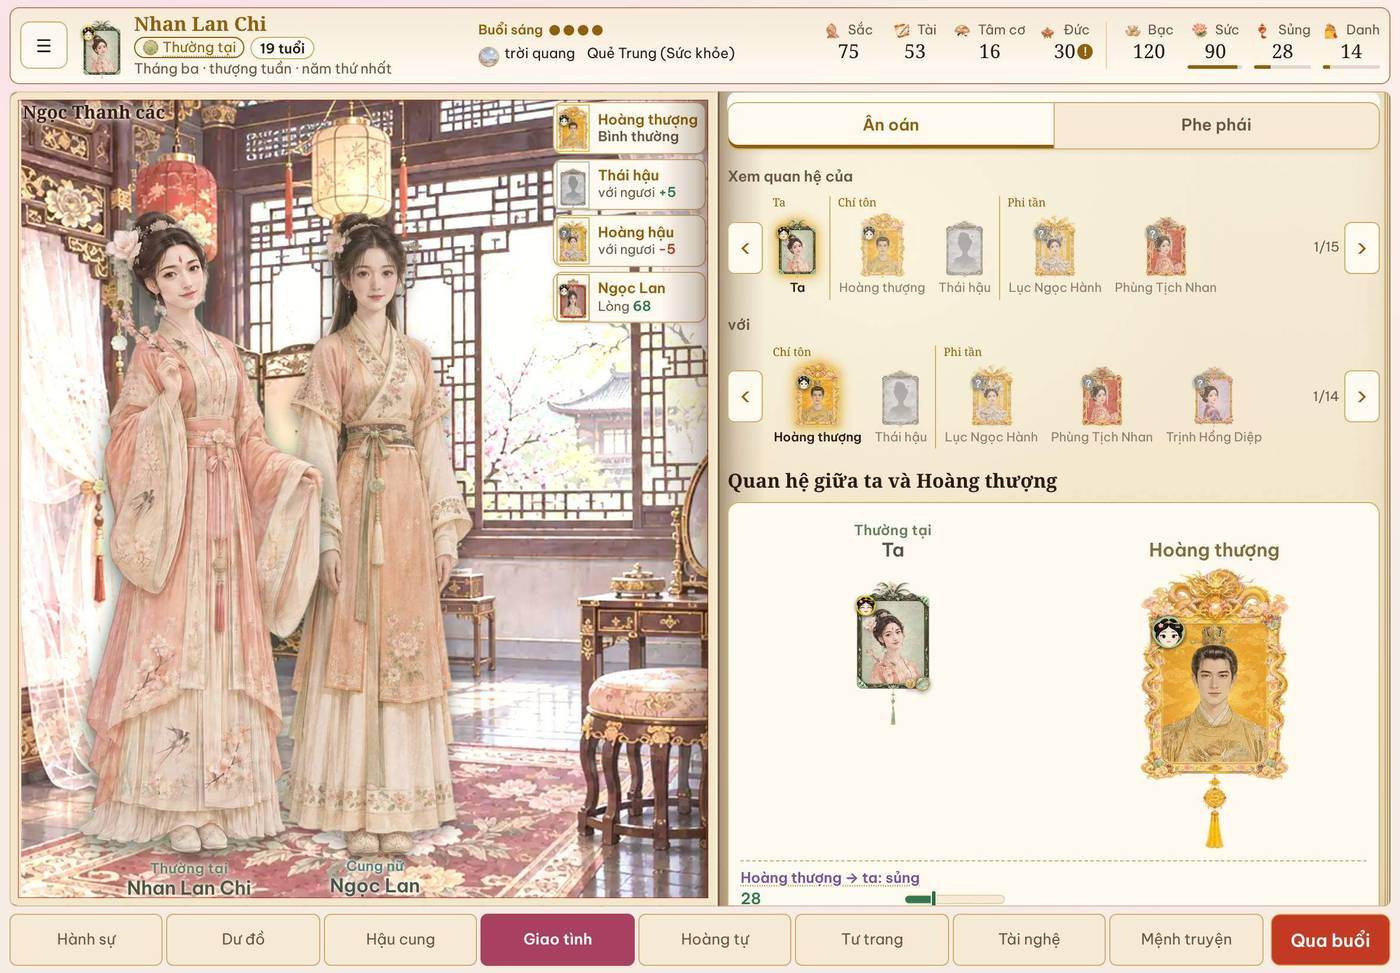 Nhan Lan Chi
Thường tại
19 tuổi
Tháng ba · thượng tuần · năm thứ nhất
Buổi sáng
trời quang Quẻ Trung (Sức khỏe)
Sắc Tài Tâm cơ Đức Bạc Sức Sủng Danh
75 53 16 30 ! 120 90 28 14
Ngọc Thanh các
Hoàng thượng
Bình thường
Thái hậu
với ngươi +5
Hoàng hậu
với ngươi -5
Ngọc Lan
Lòng 68
Thường tại
Nhan Lan Chi
Cung nữ
Ngọc Lan
Ân oán Phe phái
Xem quan hệ của
Ta Chí tôn Phi tần
< 1/15 >
Ta Hoàng thượng Thái hậu Lục Ngọc Hành Phùng Tịch Nhan
với
Chí tôn Phi tần
< 1/14 >
Hoàng thượng Thái hậu Lục Ngọc Hành Phùng Tịch Nhan Trịnh Hồng Diệp
Quan hệ giữa ta và Hoàng thượng
Thường tại
Ta
Hoàng thượng
Hoàng thượng → ta: sủng
28
Hành sự Dư đồ Hậu cung Giao tình Hoàng tự Tư trang Tài nghệ Mệnh truyện Qua buổi